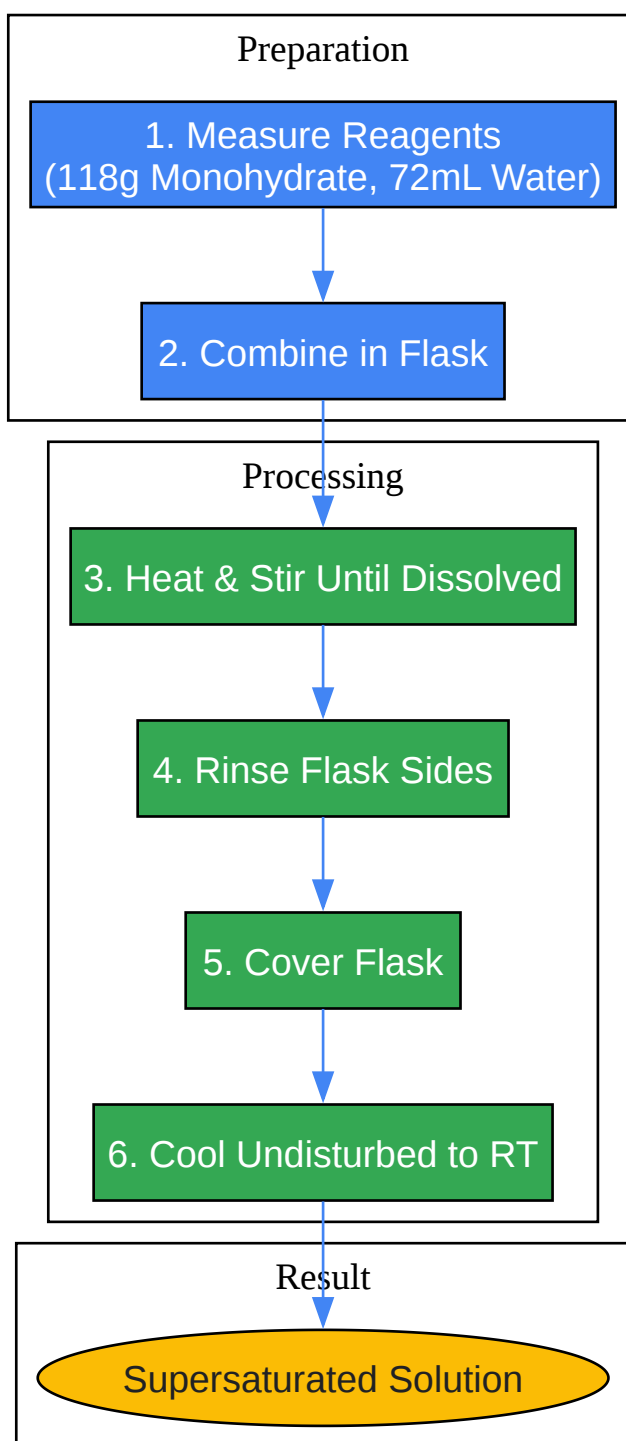 Preparation
1. Measure Reagents
(118g Monohydrate, 72mL Water)
2. Combine in Flask
Processing
3. Heat & Stir Until Dissolved
4. Rinse Flask Sides
5. Cover Flask
6. Cool Undisturbed to RT
Result
Supersaturated Solution